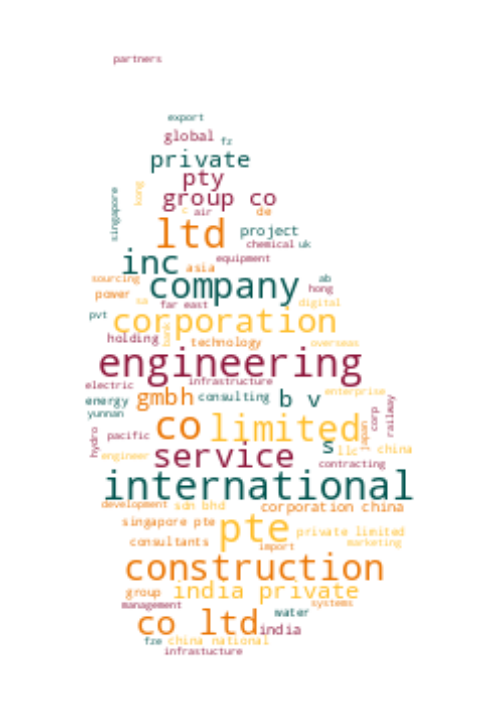 partners
export
global fz
private
pty
singapore
kong
group co
c air de
ltd project
chemical uk
inc asia equipment
sourcing company ab
hong
power sa far east digital
pvt corporation
bank
holding technology overseas
engineering
electric infrastructure
energy gmbh consulting b v enterprise
yunnan
co limited corp railway
hydro pacific japan
engineer service s llc china
contracting
international
development sdn bhd corporation china
singapore pte pte private limited
consultants import marketing
construction
group india private
management water systems
co ltd india
fze china national
infrastucture